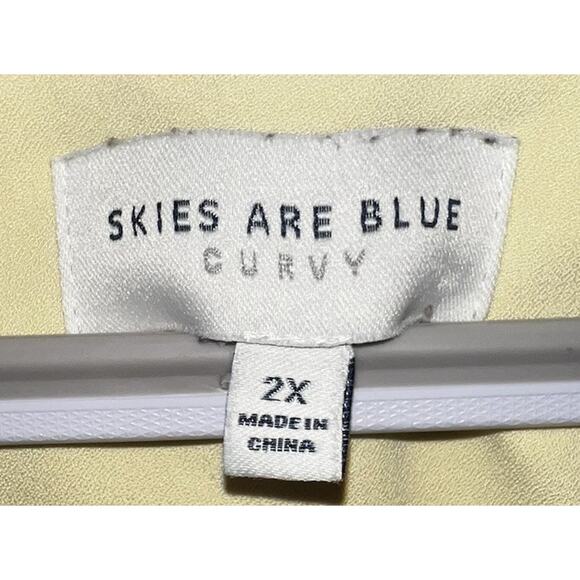 SKIES ARE BLUE
CURVY
2X
MADE IN
CHINA